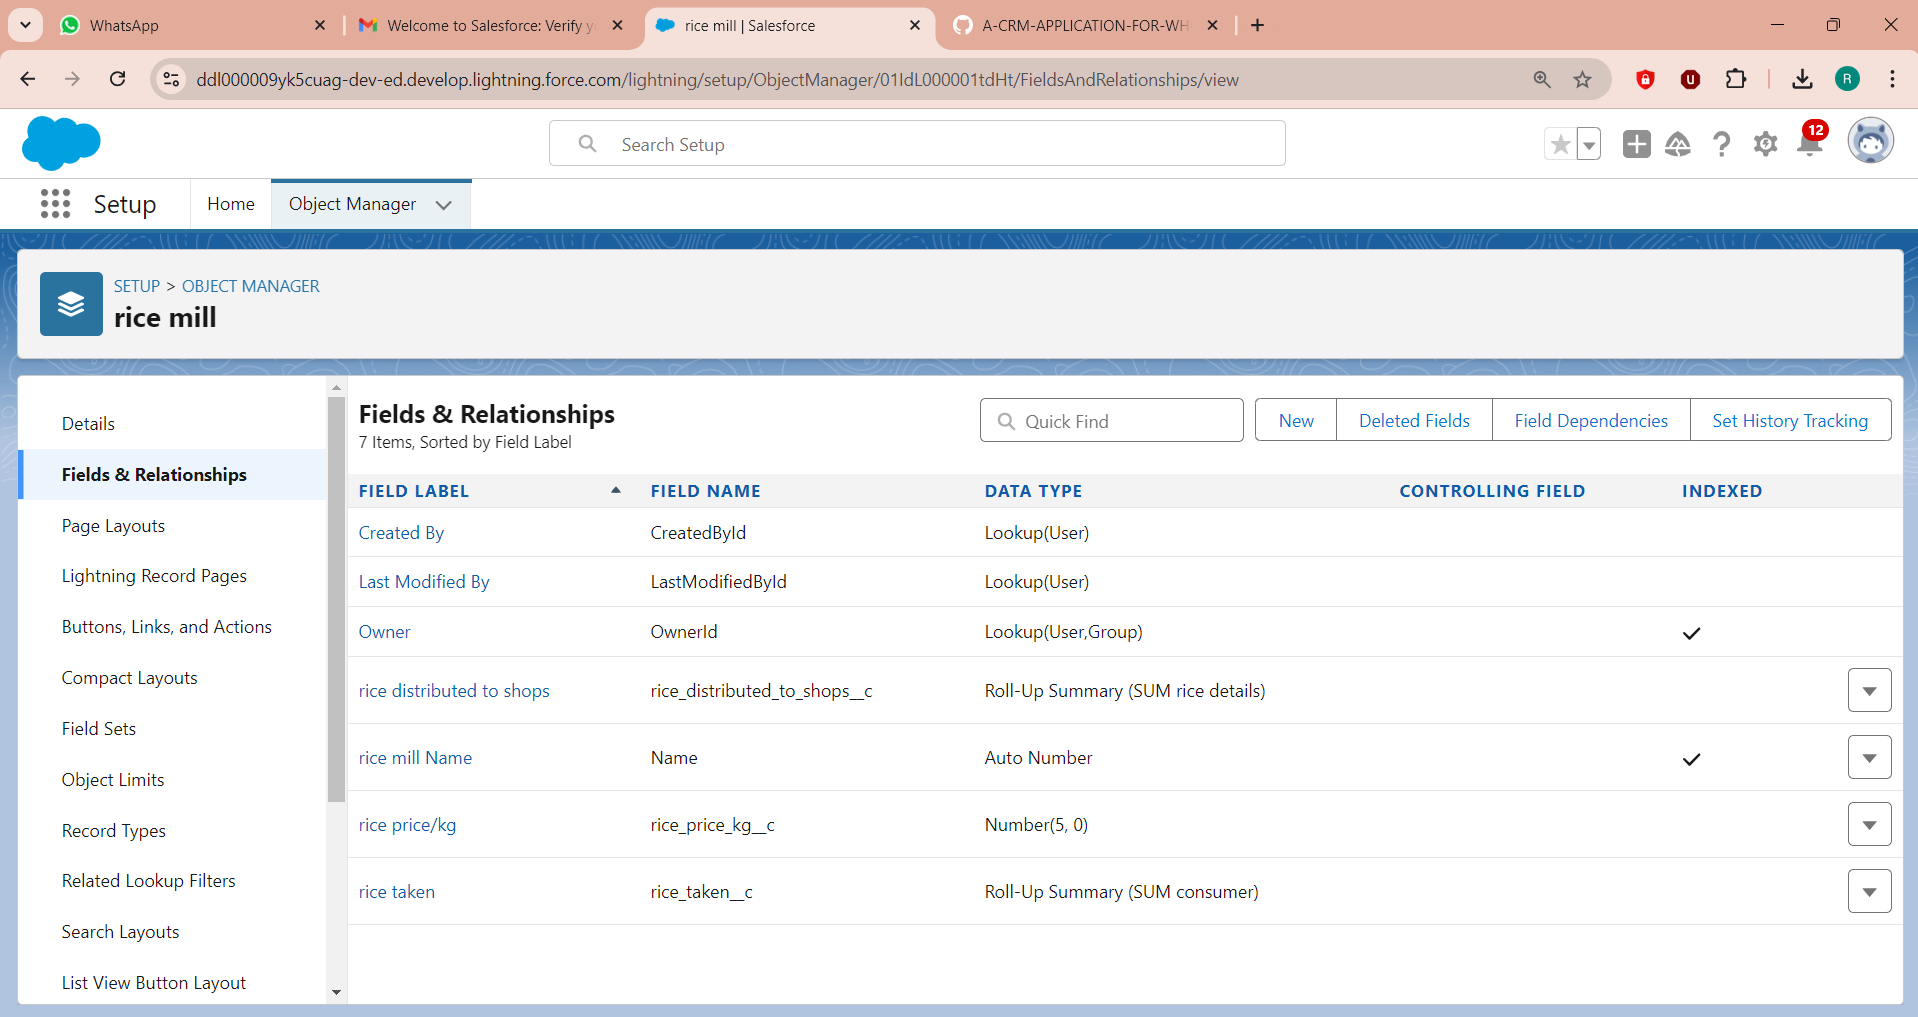 WhatsApp
Welcome to Salesforce: Verify yo
rice mill | Salesforce
A-CRM-APPLICATION-FOR-WH
ddl000009yk5cuag-dev-ed.develop.lightning.force.com/lightning/setup/ObjectManager/01IdL000001tdHt/FieldsAndRelationships/view
R
Search Setup
12
Setup
Home
Object Manager
SETUP > OBJECT MANAGER
rice mill
Details
Fields & Relationships
Page Layouts
Lightning Record Pages
Buttons, Links, and Actions
Compact Layouts
Field Sets
Object Limits
Record Types
Related Lookup Filters
Search Layouts
List View Button Layout
Fields & Relationships
7 Items, Sorted by Field Label
Quick Find
New
Deleted Fields
Field Dependencies
Set History Tracking
FIELD LABEL FIELD NAME DATA TYPE CONTROLLING FIELD INDEXED
Created By CreatedById Lookup(User)
Last Modified By LastModifiedById Lookup(User)
Owner OwnerId Lookup(User,Group)
rice distributed to shops rice_distributed_to_shops__c Roll-Up Summary (SUM rice details)
rice mill Name Name Auto Number
rice price/kg rice_price_kg__c Number(5, 0)
rice taken rice_taken__c Roll-Up Summary (SUM consumer)